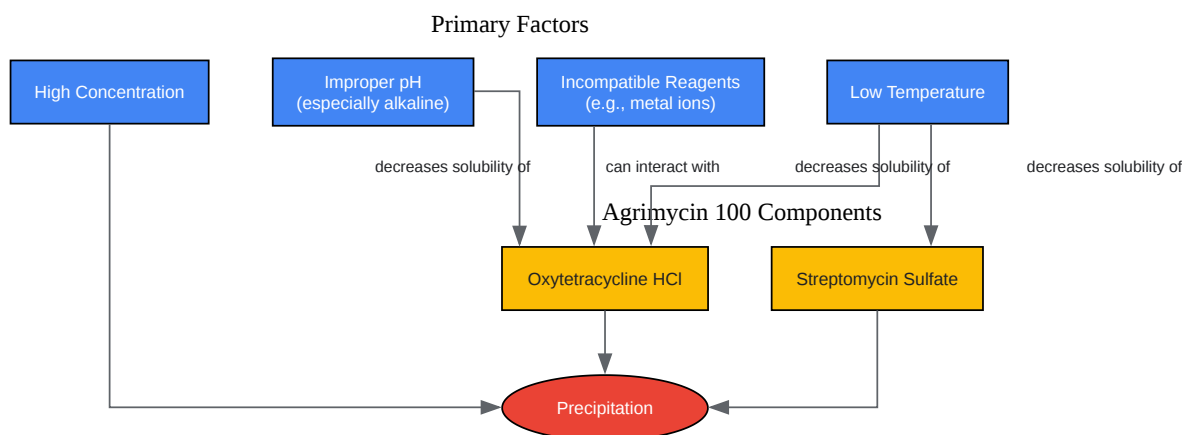 Primary Factors
High Concentration
Improper pH
(especially alkaline)
Incompatible Reagents
(e.g., metal ions)
Low Temperature
decreases solubility of
can interact with
decreases solubility of
decreases solubility of
Agrimycin 100 Components
Oxytetracycline HCl
Streptomycin Sulfate
Precipitation